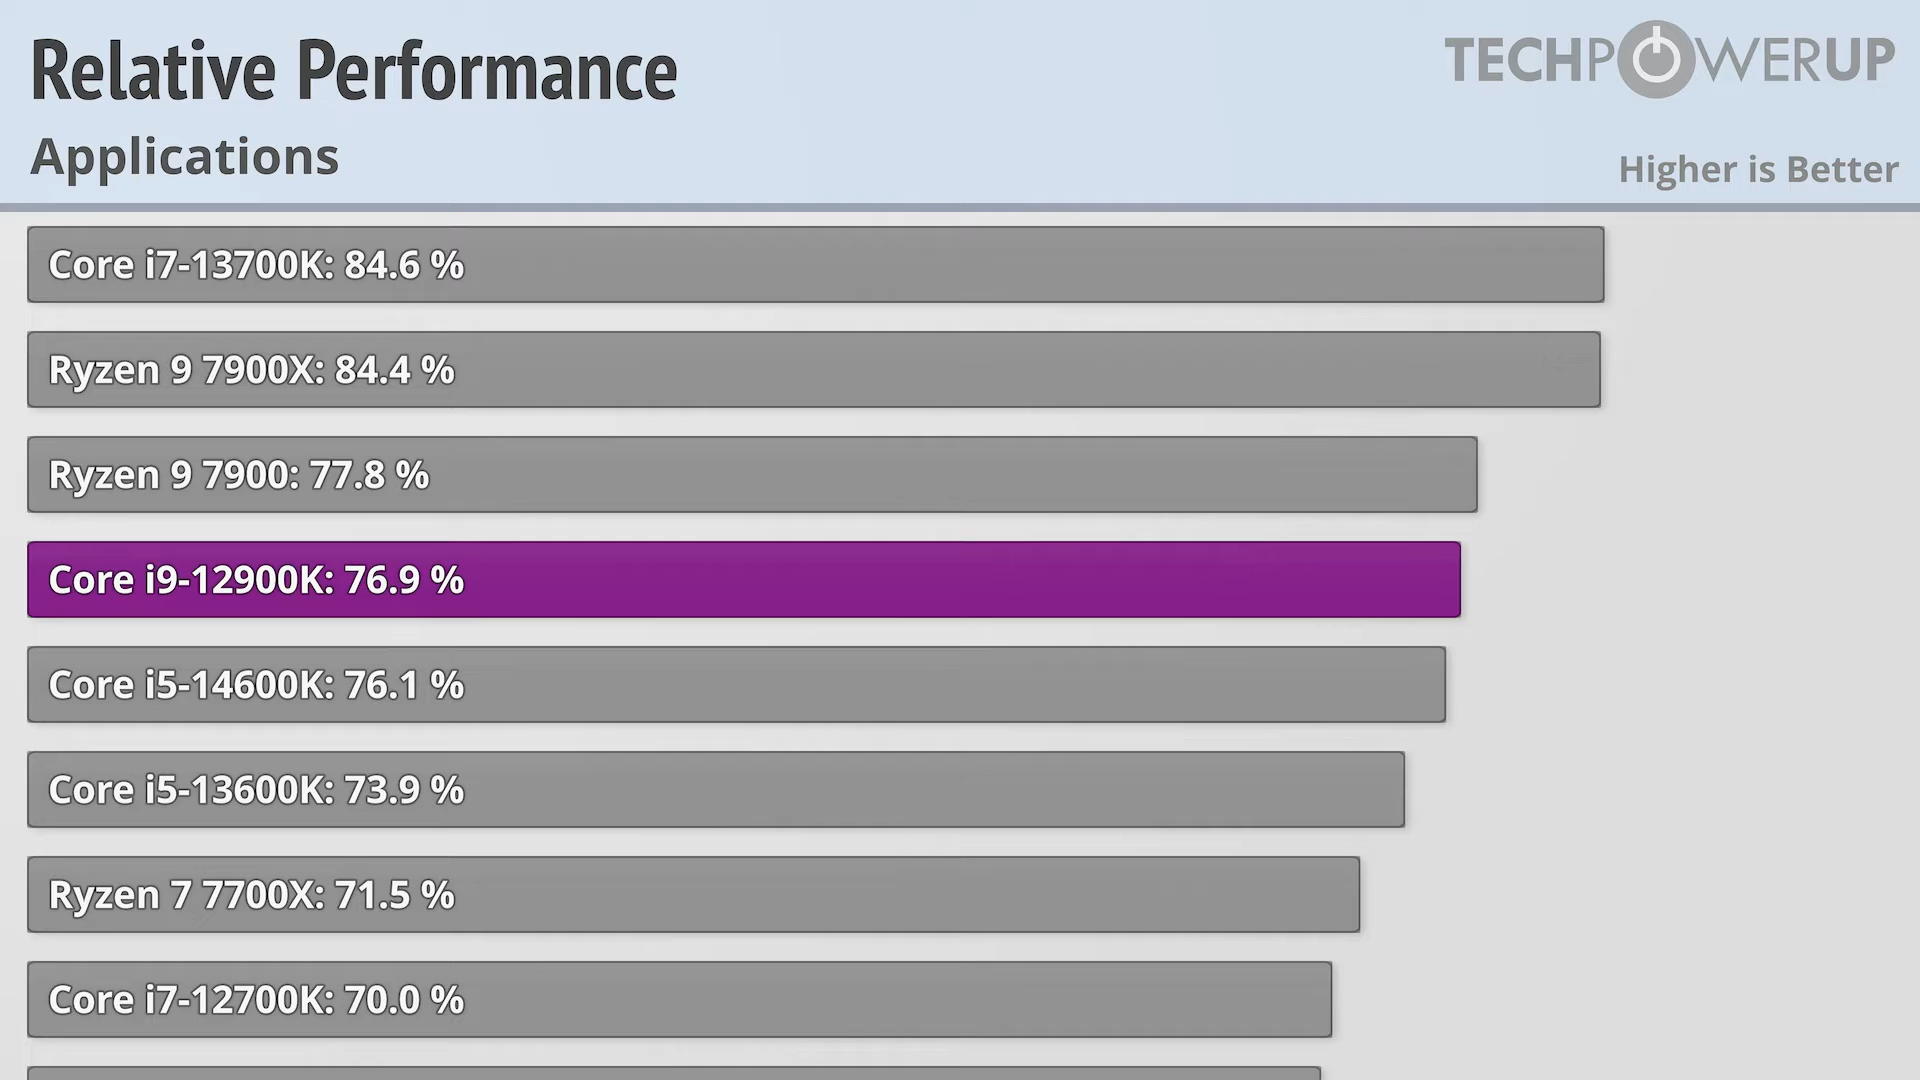 Relative Performance
TECHPOWERUP
Applications
Higher is Better
Core i7-13700K: 84.6 %
Ryzen 9 7900X: 84.4 %
Ryzen 9 7900: 77.8 %
Core i9-12900K: 76.9 %
Core i5-14600K: 76.1 %
Core i5-13600K: 73.9 %
Ryzen 7 7700X: 71.5 %
Core i7-12700K: 70.0 %